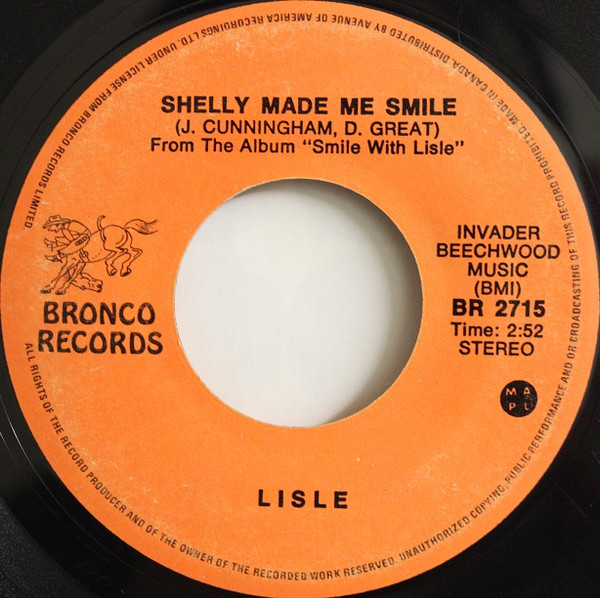 SHELLY MADE ME SMILE
(J. CUNNINGHAM, D. GREAT)
From The Album "Smile With Lisle"
BRONCO
RECORDS
INVADER
BEECHWOOD
MUSIC
(BMI)
BR 2715
Time: 2:52
STEREO
M A
P L
LISLE
ALL RIGHTS OF THE RECORD PRODUCER AND OF THE OWNER OF THE RECORDED WORK RESERVED. UNAUTHORIZED COPYING, PUBLIC PERFORMANCE AND OR BROADCASTING OF THIS RECORD PROHIBITED. MADE IN CANADA. DISTRIBUTED BY AVENUE OF AMERICA RECORDINGS LTD. UNDER LICENSE FROM BRONCO RECORDS LIMITED.